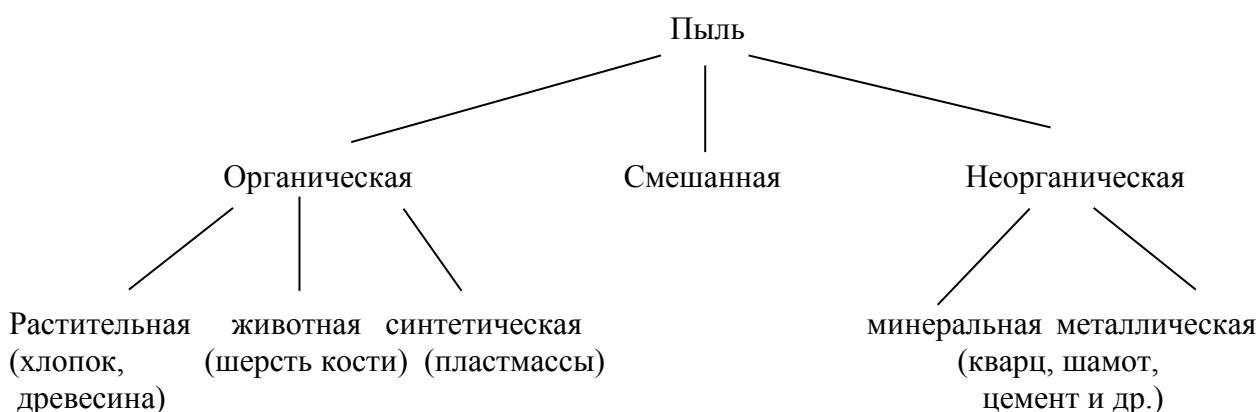 Пыль
Органическая Смешанная Неорганическая
Растительная животная синтетическая минеральная металлическая
(хлопок, (шерсть кости) (пластмассы) (кварц, шамот,
древесина) цемент и др.)